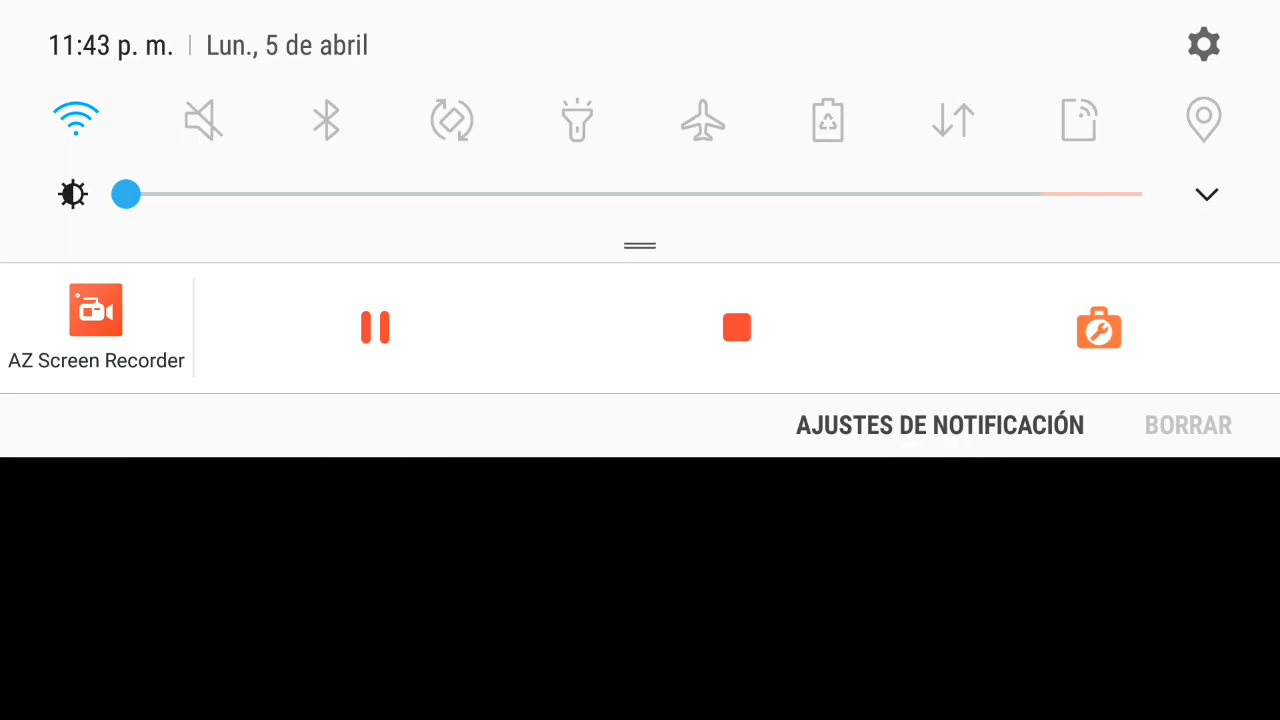 11:43 p. m. | Lun., 5 de abril
AZ Screen Recorder
AJUSTES DE NOTIFICACIÓN BORRAR